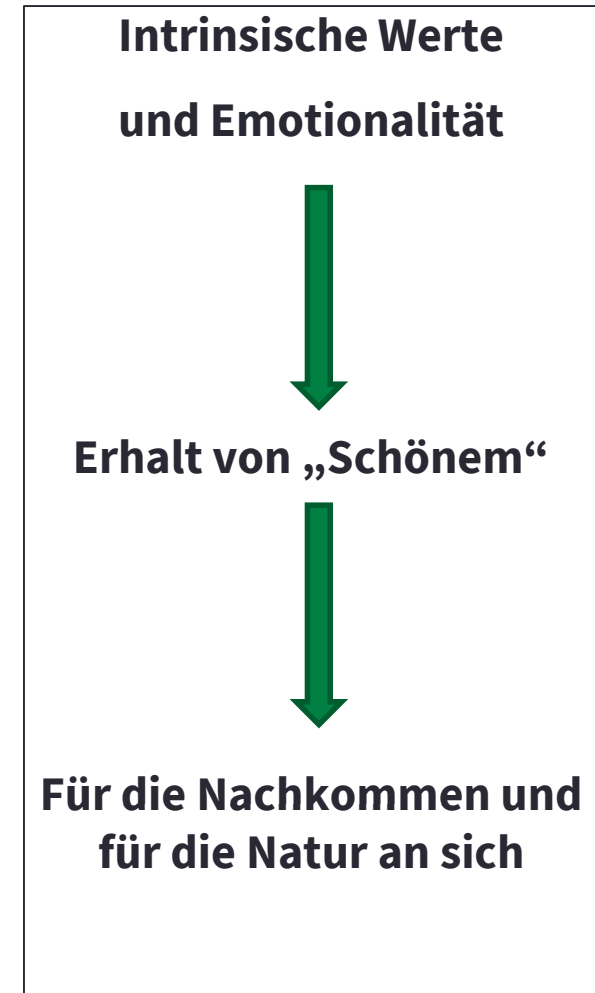 Intrinsische Werte
und Emotionalität
Erhalt von „Schönem“
Für die Nachkommen und
für die Natur an sich